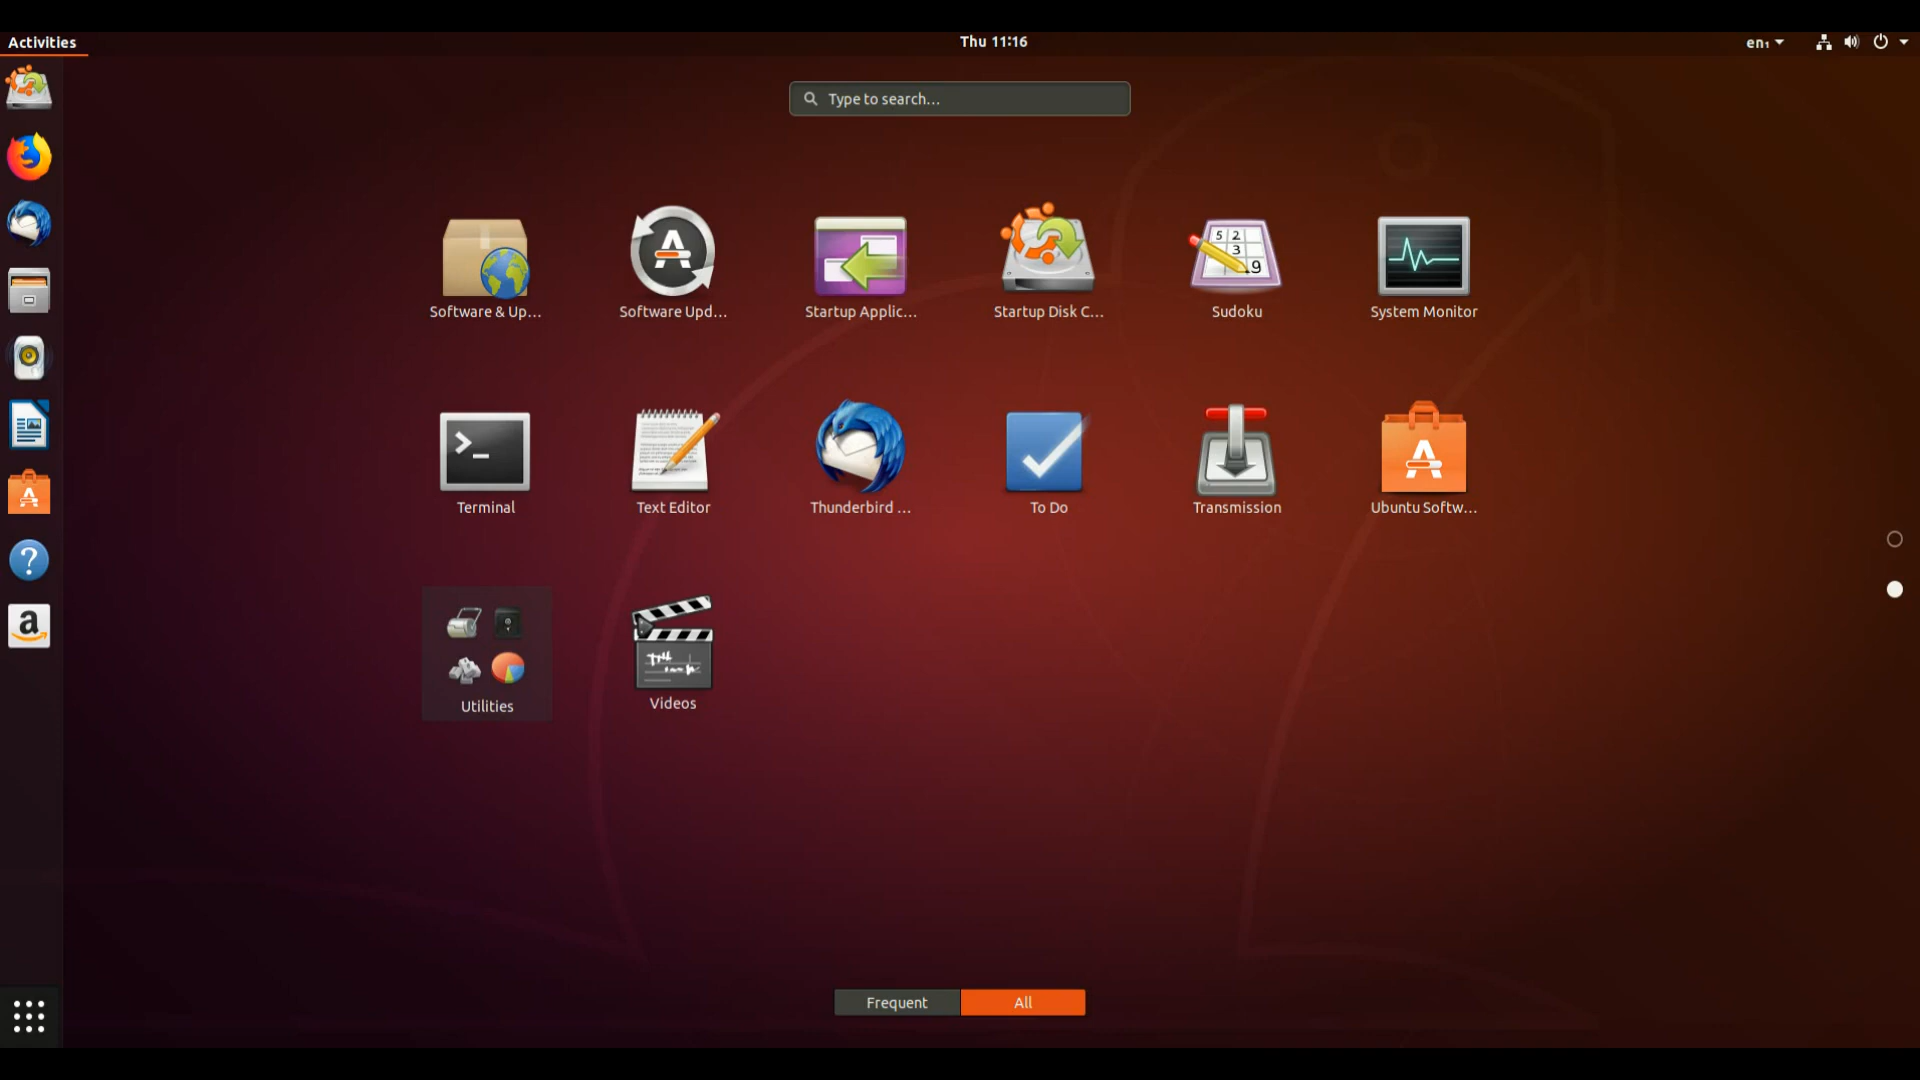 Activities
Thu 11:16
en₁
Type to search...
Software & Up...
Software Upd...
Startup Applic...
Startup Disk C...
Sudoku
System Monitor
Terminal
Text Editor
Thunderbird ...
To Do
Transmission
Ubuntu Softw...
Utilities
Videos
Frequent
All